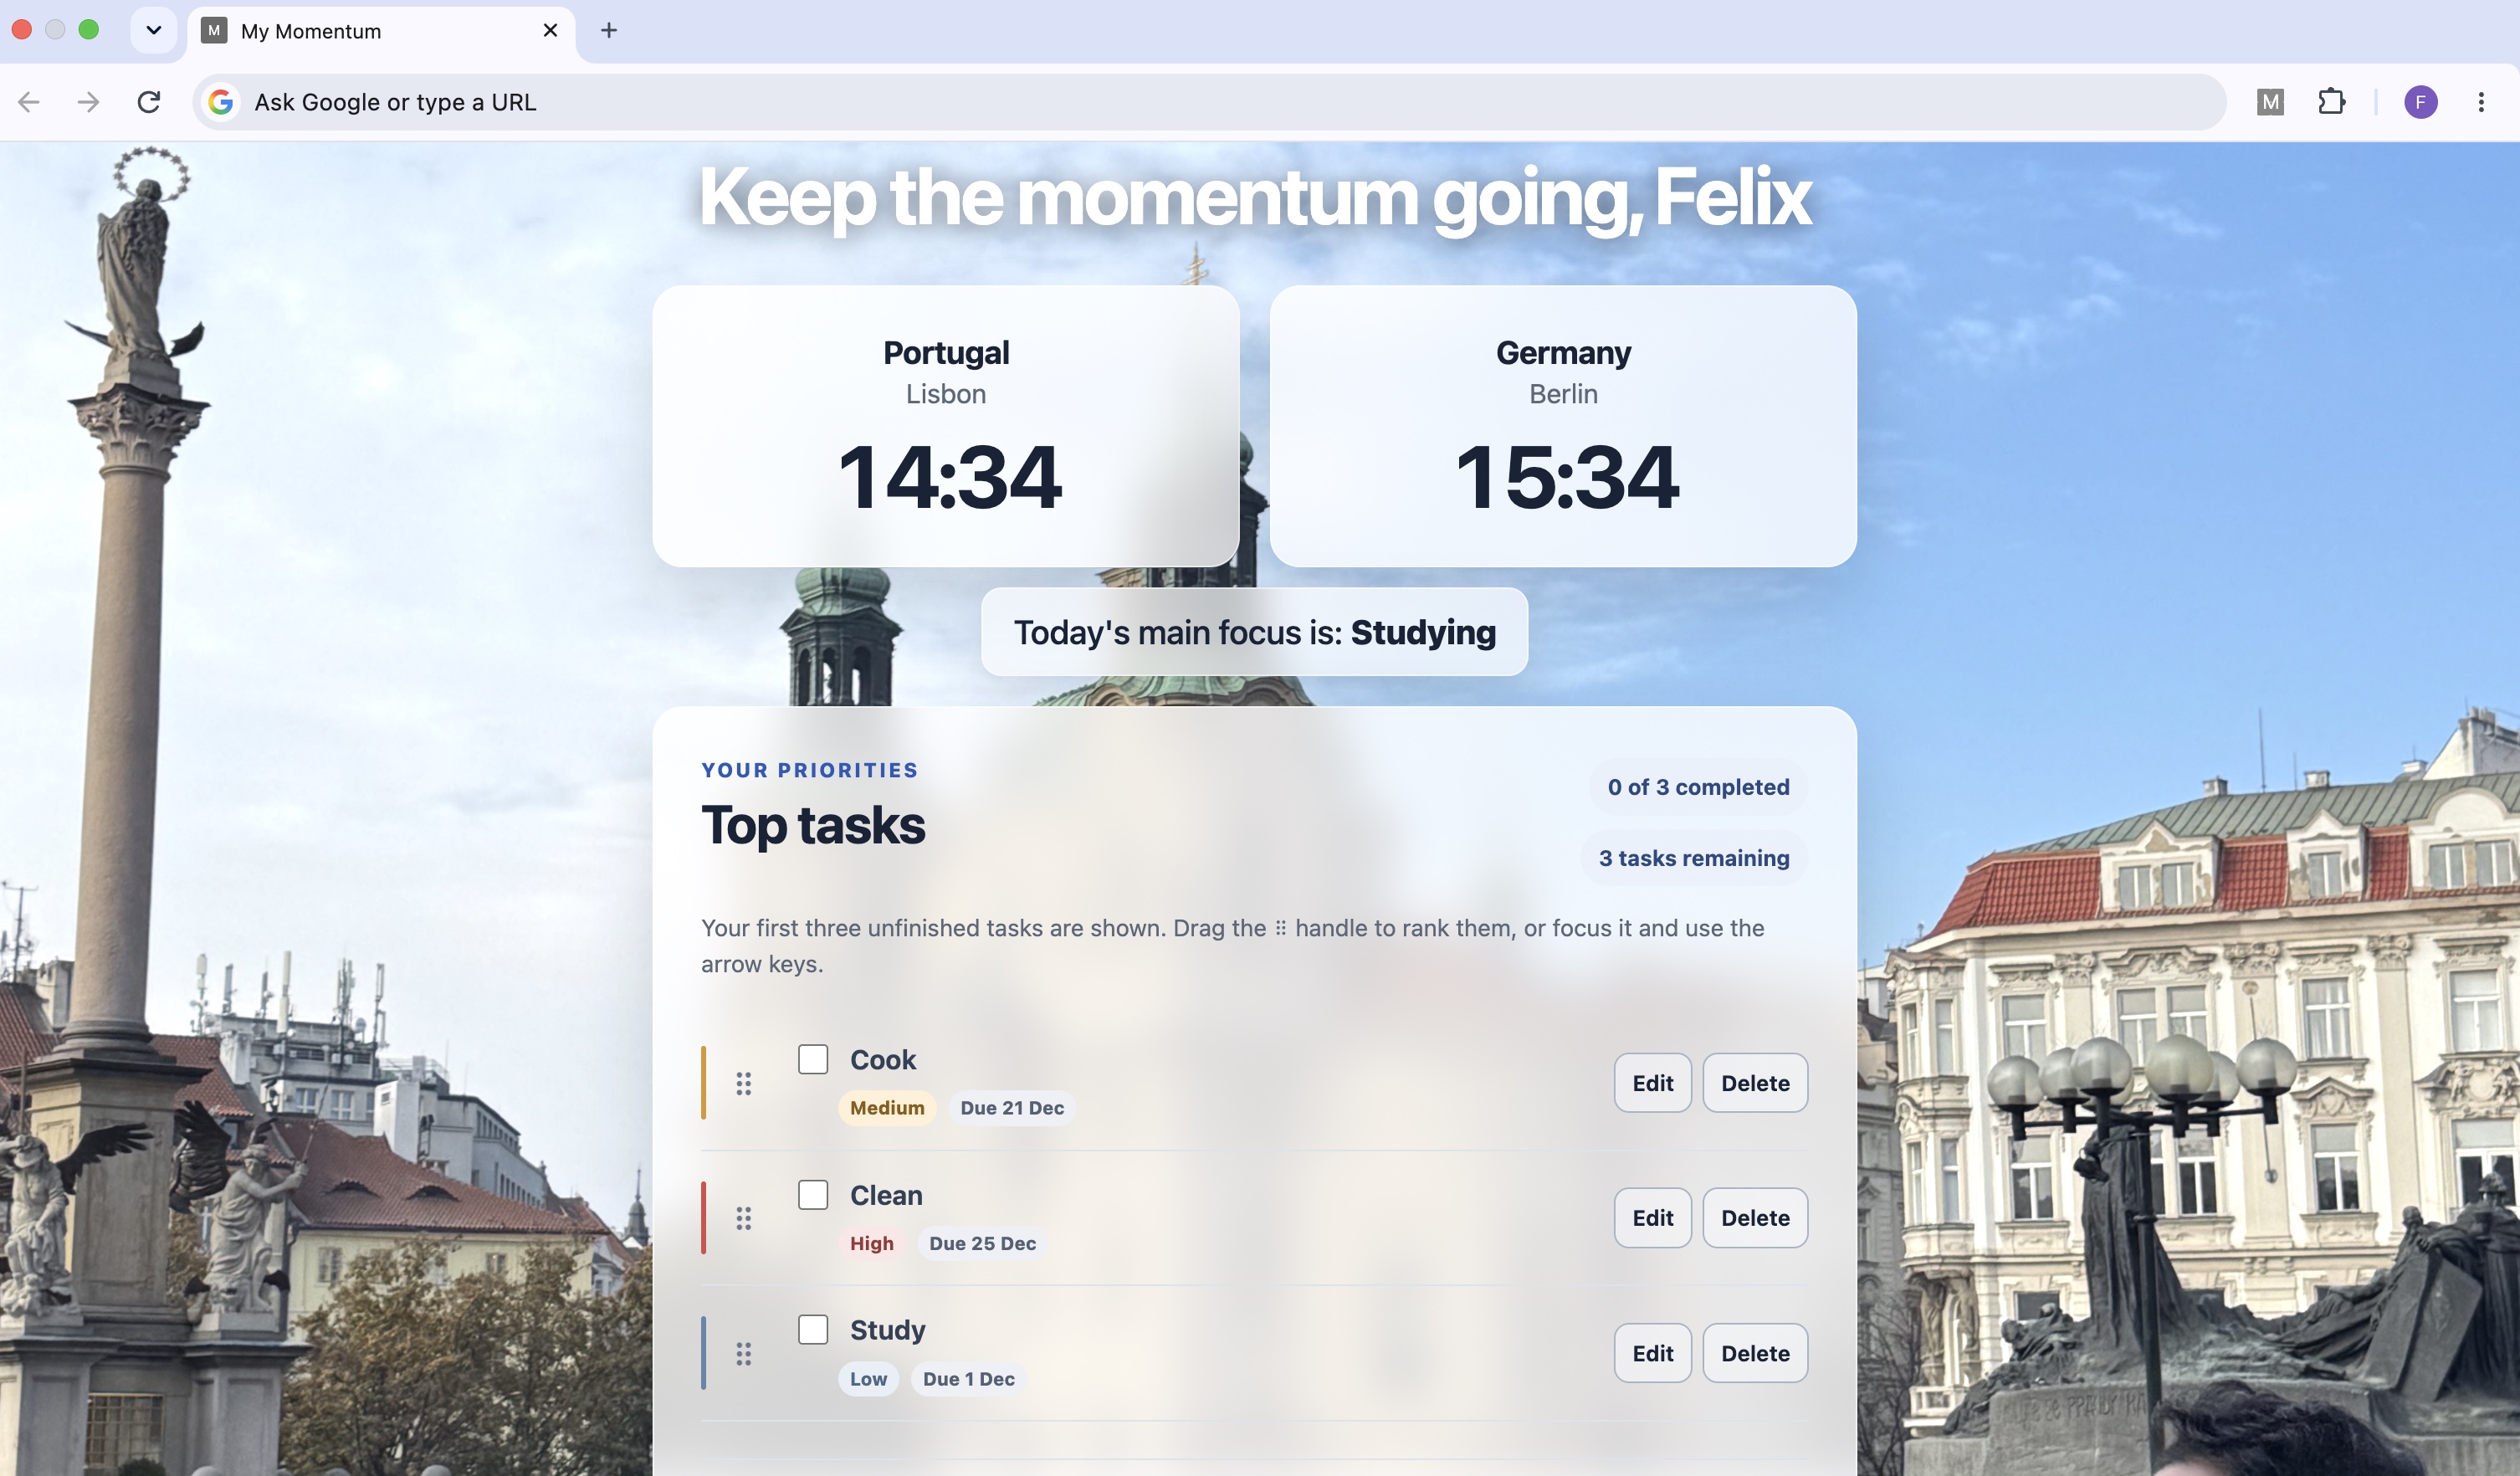 M My Momentum
Ask Google or type a URL
M
F
Keep the momentum going, Felix
Portugal
Lisbon
14:34
Germany
Berlin
15:34
Today's main focus is: Studying
YOUR PRIORITIES
Top tasks
0 of 3 completed
3 tasks remaining
Your first three unfinished tasks are shown. Drag the ⠿ handle to rank them, or focus it and use the
arrow keys.
Cook
Medium Due 21 Dec
Edit Delete
Clean
High Due 25 Dec
Edit Delete
Study
Low Due 1 Dec
Edit Delete